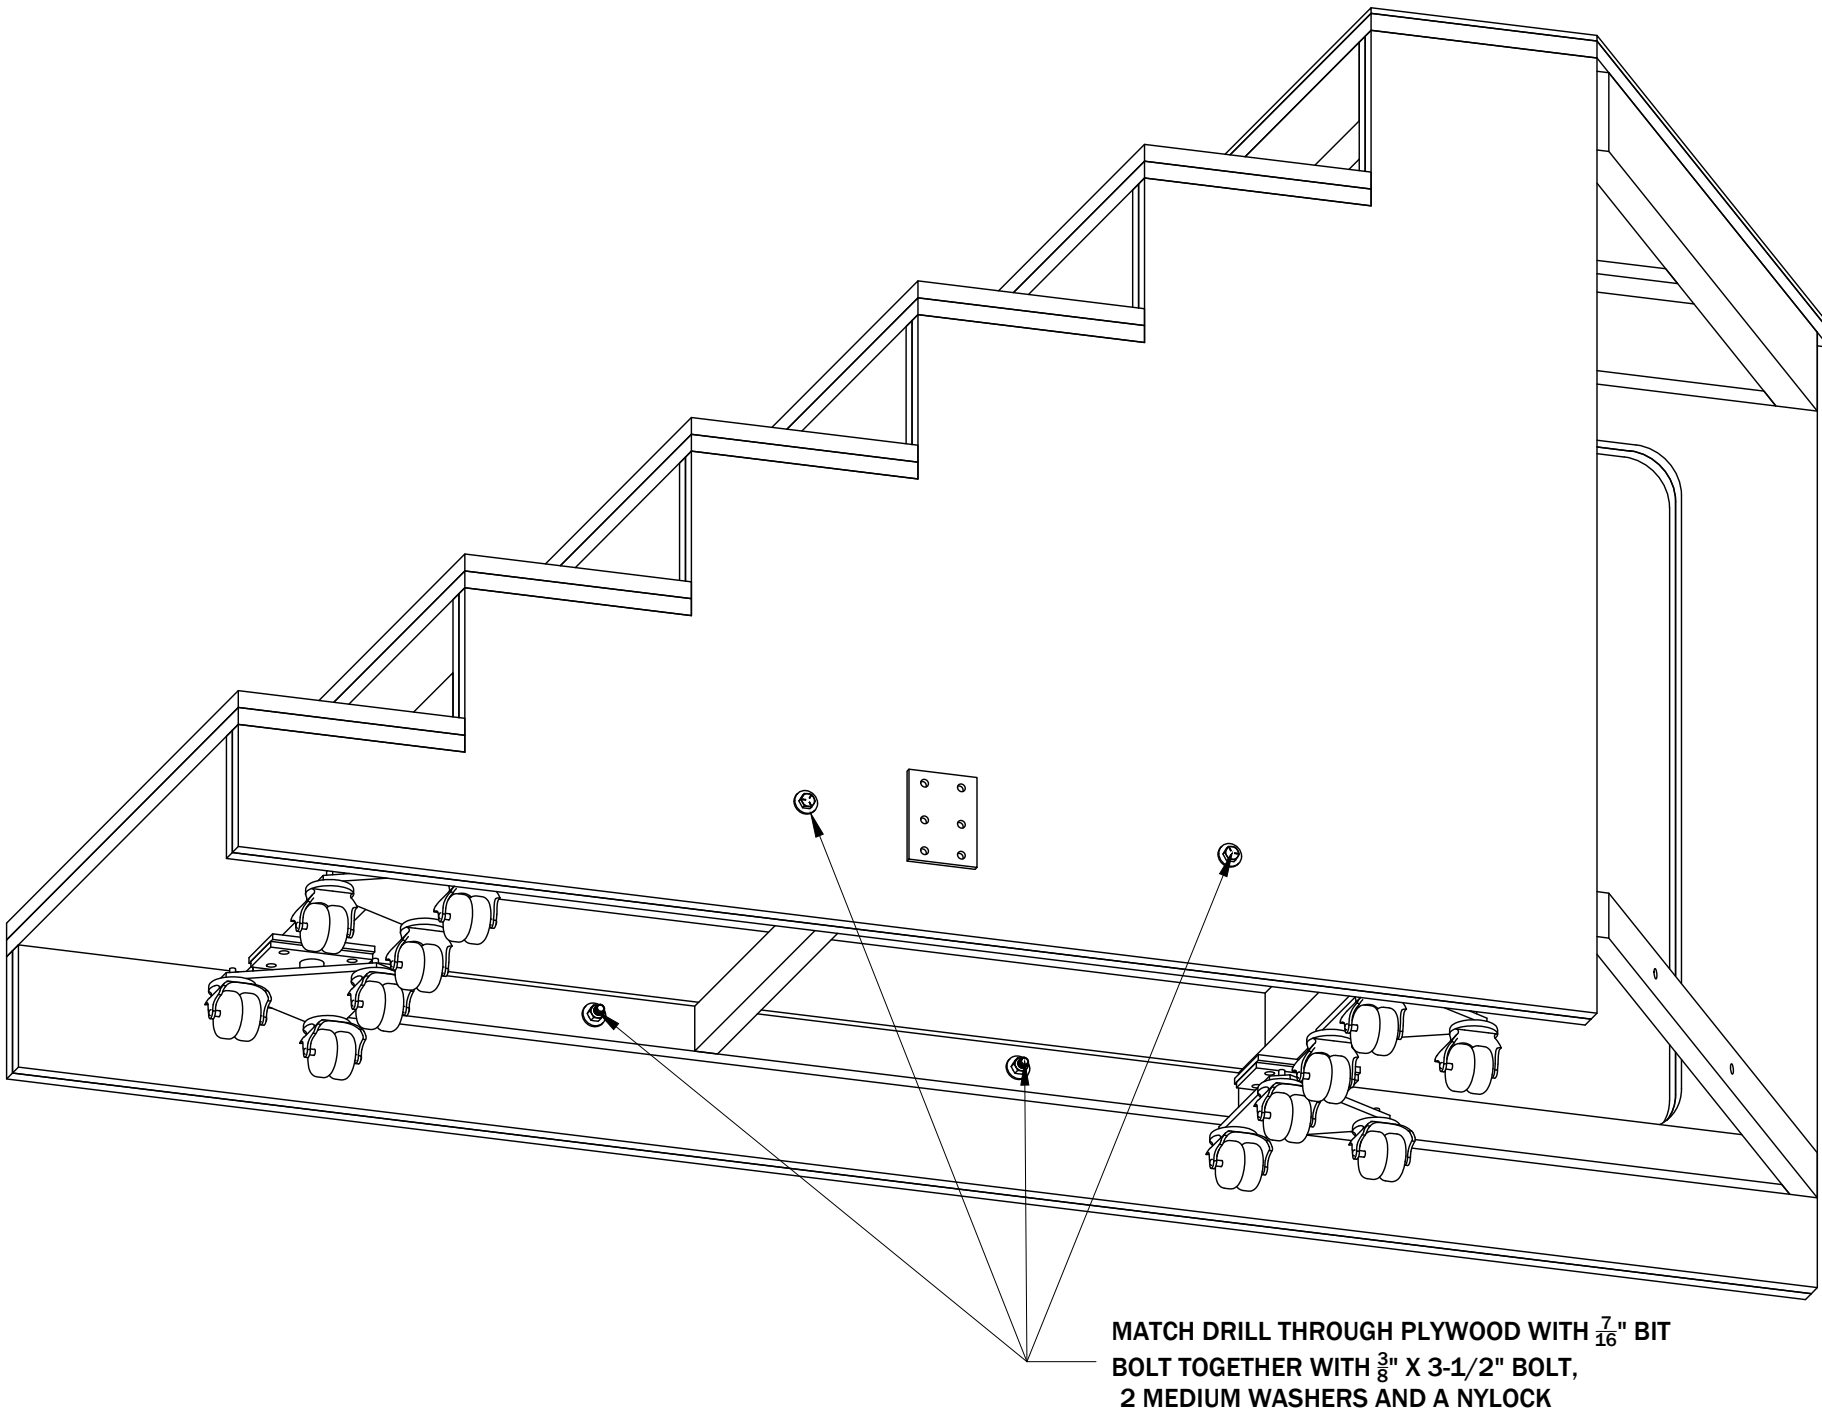 MATCH DRILL THROUGH PLYWOOD WITH 7/16" BIT
BOLT TOGETHER WITH 3/8" X 3-1/2" BOLT,
2 MEDIUM WASHERS AND A NYLOCK